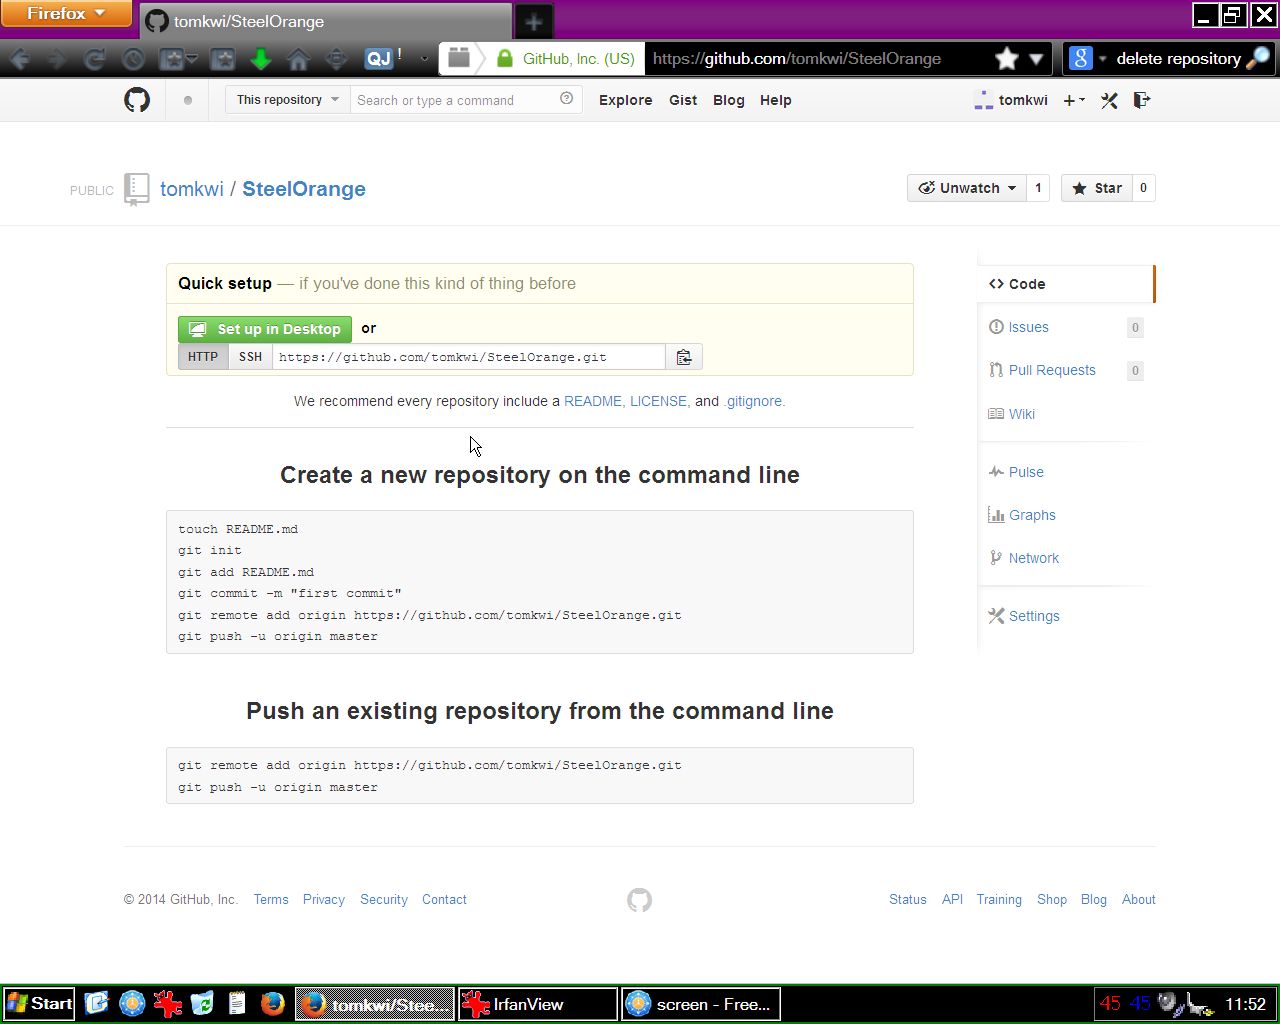 Firefox
tomkwi/SteelOrange
QJ !
GitHub, Inc. (US)
https://github.com/tomkwi/SteelOrange
delete repository
This repository
Search or type a command
Explore
Gist
Blog
Help
tomkwi
PUBLIC
tomkwi / SteelOrange
Unwatch
1
Star
0
Quick setup — if you've done this kind of thing before
Set up in Desktop or
HTTP
SSH
https://github.com/tomkwi/SteelOrange.git
We recommend every repository include a README, LICENSE, and .gitignore.
Create a new repository on the command line
touch README.md
git init
git add README.md
git commit -m "first commit"
git remote add origin https://github.com/tomkwi/SteelOrange.git
git push -u origin master
Push an existing repository from the command line
git remote add origin https://github.com/tomkwi/SteelOrange.git
git push -u origin master
Code
Issues 0
Pull Requests 0
Wiki
Pulse
Graphs
Network
Settings
© 2014 GitHub, Inc. Terms Privacy Security Contact
Status API Training Shop Blog About
Start
tomkwi/Stee...
IrfanView
screen - Free...
45 45
11:52